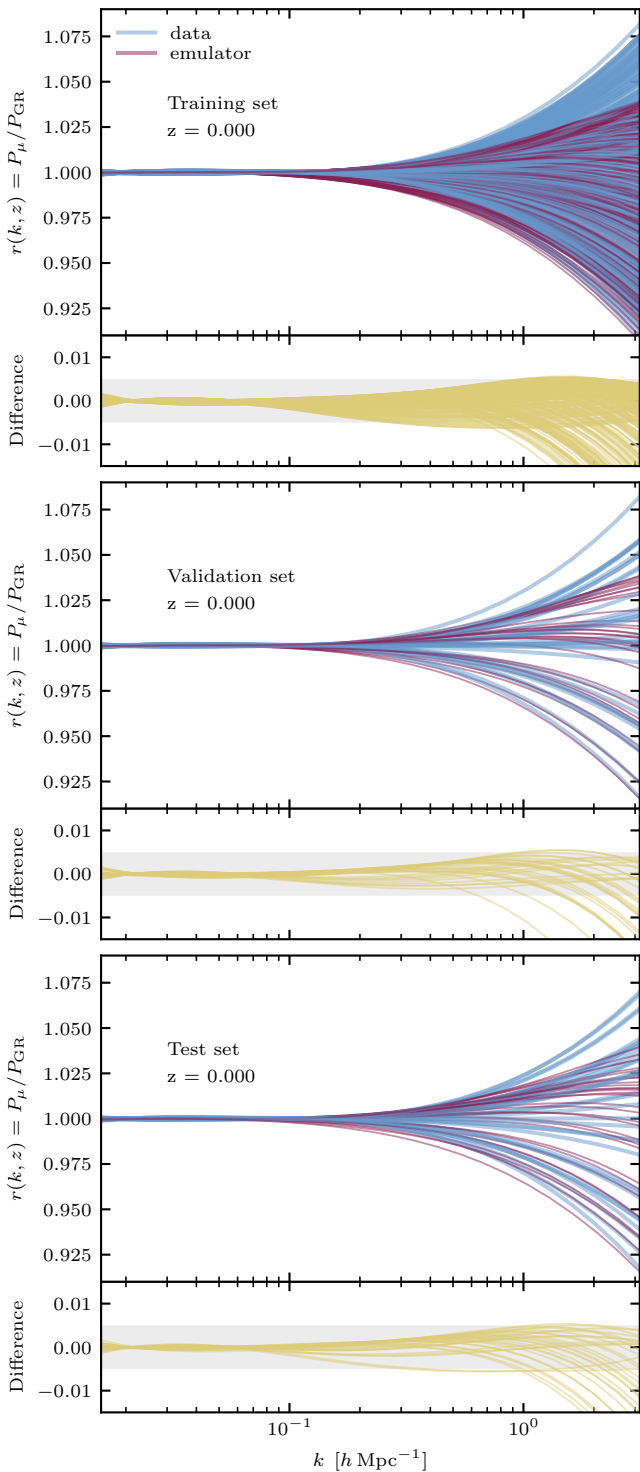 1.075
1.050
1.025
1.000
0.975
0.950
0.925
r(k, z) = P_μ/P_GR
data
emulator
Training set
z = 0.000
0.01
0.00
−0.01
Difference
1.075
1.050
1.025
1.000
0.975
0.950
0.925
r(k, z) = P_μ/P_GR
Validation set
z = 0.000
0.01
0.00
−0.01
Difference
1.075
1.050
1.025
1.000
0.975
0.950
0.925
r(k, z) = P_μ/P_GR
Test set
z = 0.000
0.01
0.00
−0.01
Difference
10⁻¹
10⁰
k [h Mpc⁻¹]